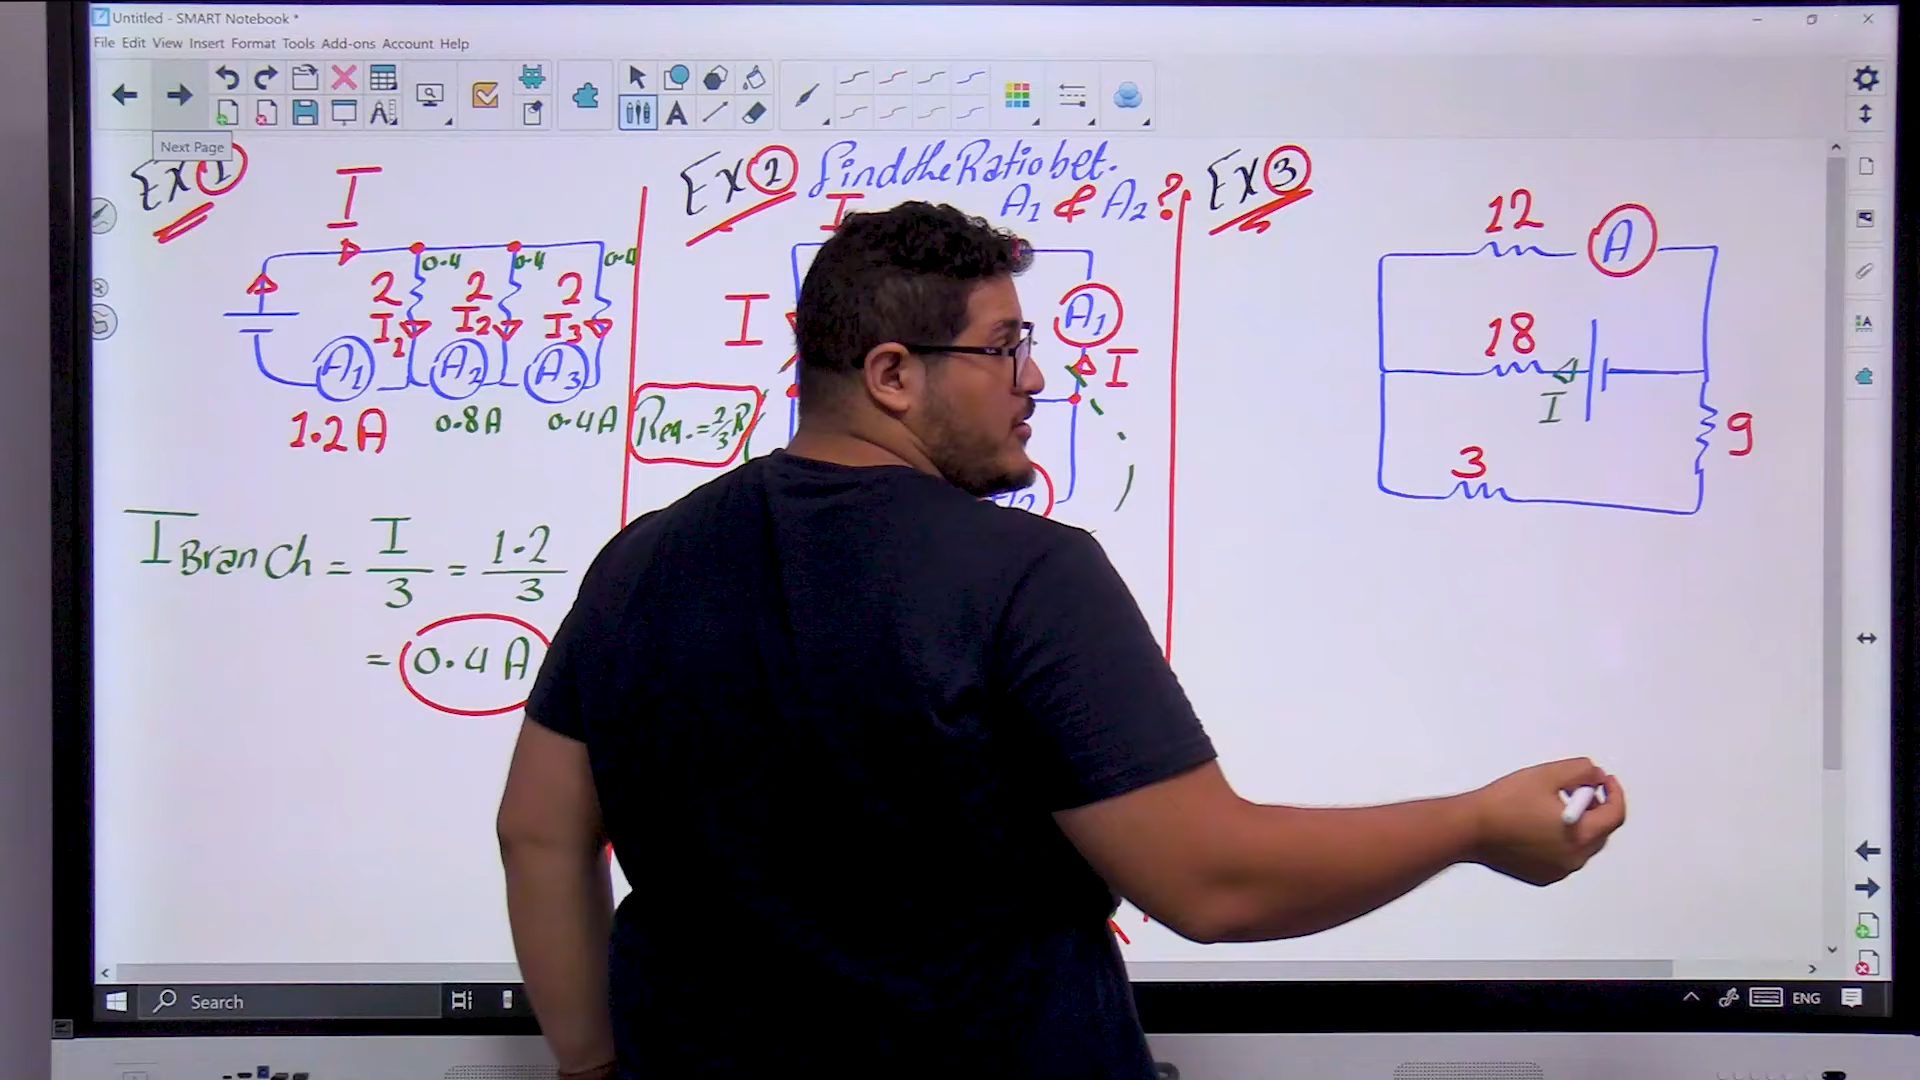 Untitled - SMART Notebook *
File Edit View Insert Format Tools Add-ons Account Help
Next Page
EX 1
I
0.4 0.4 0.4
2 2 2
I2 I2 I3
A1 A2 A3
1.2 A 0.8A 0.4A
I Branch = I/3 = 1.2/3
= 0.4 A
EX 2 find the Ratio bet.
A1 & A2 ?
I
I
A1
I
Req. = 2/3 R
EX 3
12
A
18
I
9
3
Search
ENG